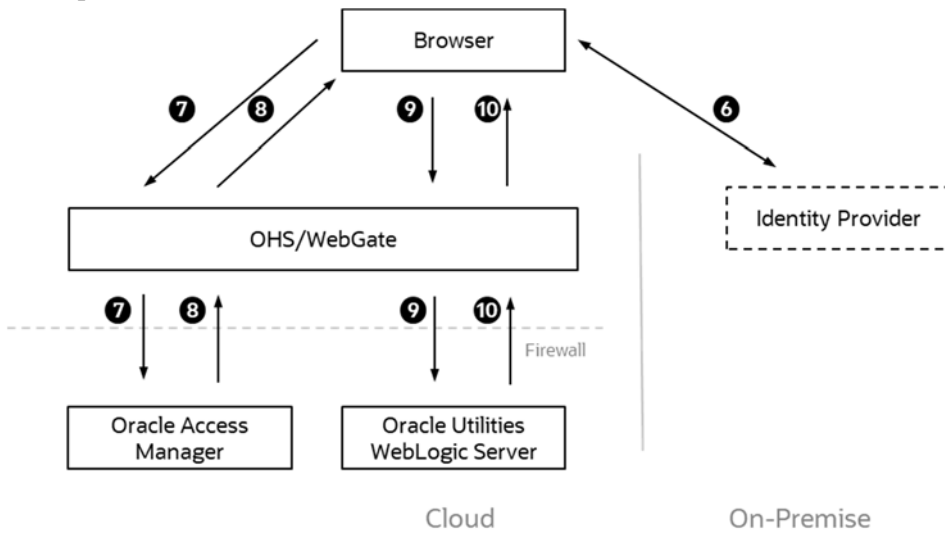 Browser
7
8
9
10
6
Identity Provider
OHS/WebGate
7
8
9
10
Firewall
Oracle Access
Manager
Oracle Utilities
WebLogic Server
Cloud
On-Premise